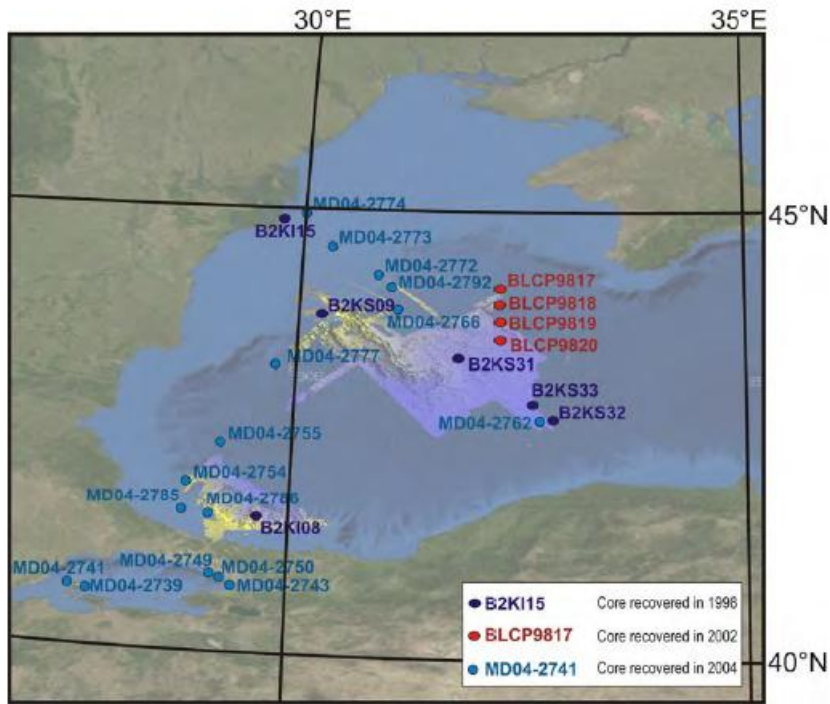 30°E 35°E
MD04-2774
45°N
B2KI15
MD04-2773
MD04-2772
BLCP9817
MD04-2792
BLCP9818
B2KS09
MD04-2766
BLCP9819
BLCP9820
MD04-2777
B2KS31
B2KS33
MD04-2762
B2KS32
MD04-2755
MD04-2754
MD04-2785
MD04-2786
B2KI08
MD04-2749
MD04-2741
MD04-2750
MD04-2739
MD04-2743
B2KI15 Core recovered in 1998
BLCP9817 Core recovered in 2002
MD04-2741 Core recovered in 2004
40°N